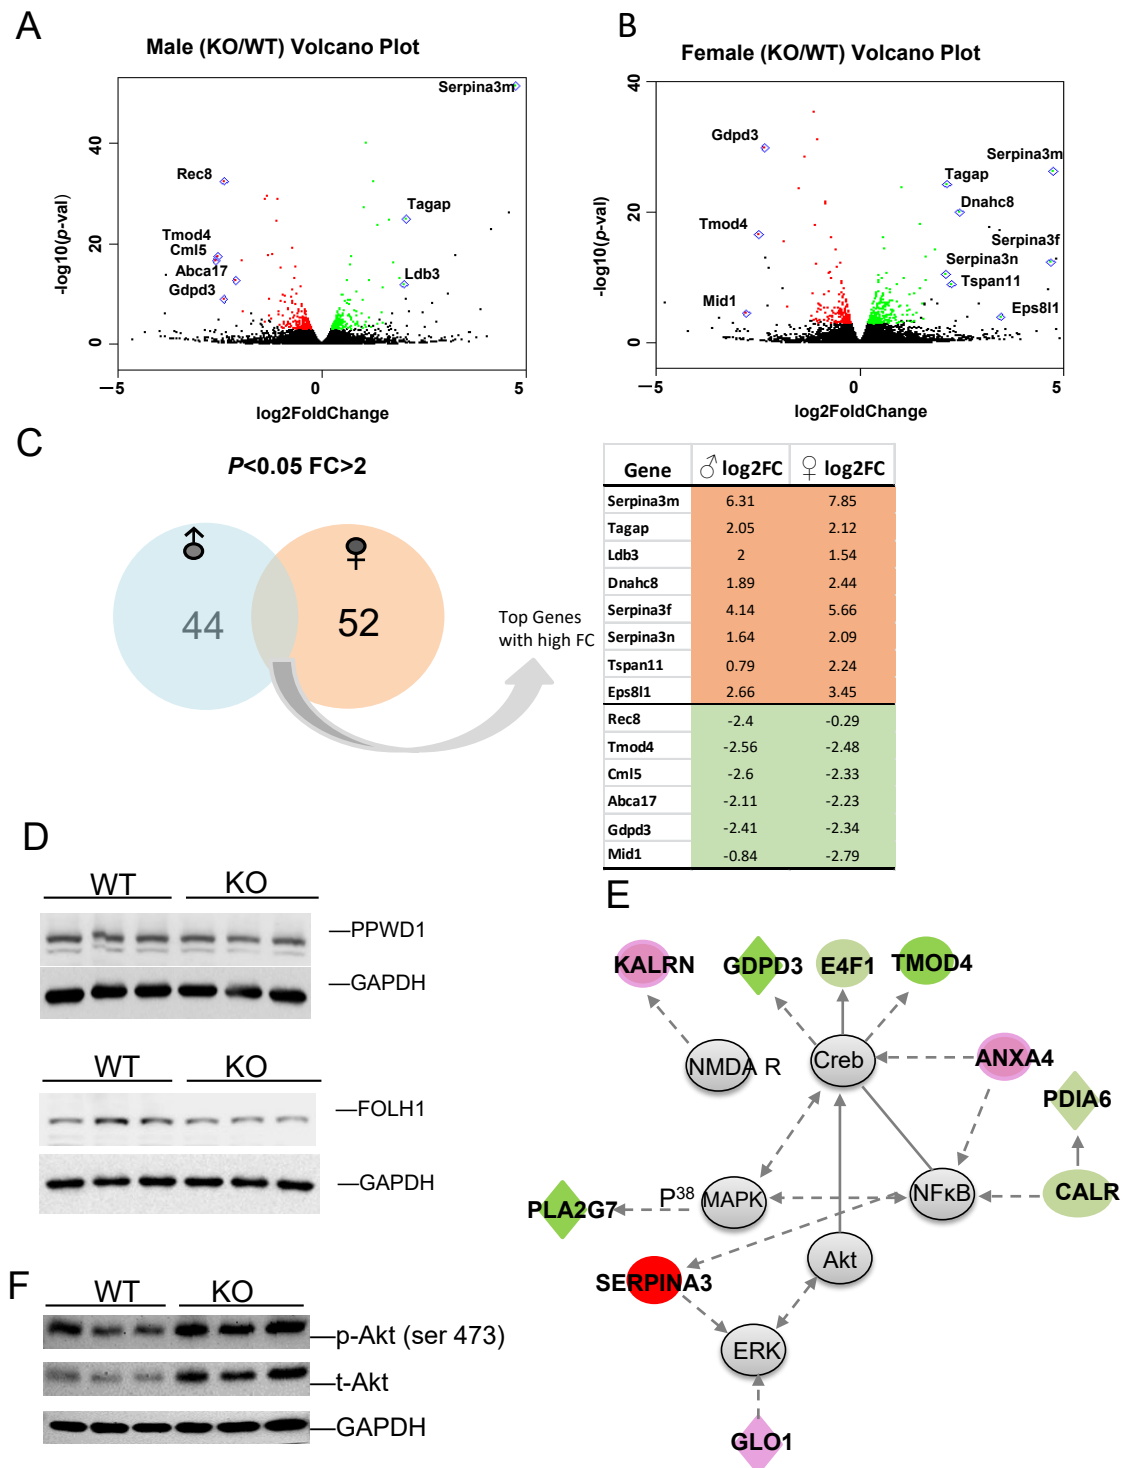 A
Male (KO/WT) Volcano Plot
Serpina3m
Rec8
Tagap
Tmod4
Cml5
Abca17
Gdpd3
Ldb3
-log10(p-val)
40
20
0
−5
0
5
log2FoldChange
B
Female (KO/WT) Volcano Plot
Gdpd3
Serpina3m
Tagap
Dnahc8
Tmod4
Serpina3f
Serpina3n
Tspan11
Mid1
Eps8l1
-log10(p-val)
40
20
0
−5
0
5
log2FoldChange
C
P<0.05 FC>2
♂
♀
44
52
Top Genes
with high FC
Gene ♂ log2FC ♀ log2FC
Serpina3m 6.31 7.85
Tagap 2.05 2.12
Ldb3 2 1.54
Dnahc8 1.89 2.44
Serpina3f 4.14 5.66
Serpina3n 1.64 2.09
Tspan11 0.79 2.24
Eps8l1 2.66 3.45
Rec8 -2.4 -0.29
Tmod4 -2.56 -2.48
Cml5 -2.6 -2.33
Abca17 -2.11 -2.23
Gdpd3 -2.41 -2.34
Mid1 -0.84 -2.79
D
WT KO
—PPWD1
—GAPDH
WT KO
—FOLH1
—GAPDH
E
KALRN
GDPD3
E4F1
TMOD4
NMDA R
Creb
ANXA4
PDIA6
P38 MAPK
NFκB
CALR
PLA2G7
Akt
SERPINA3
ERK
GLO1
F
WT KO
—p-Akt (ser 473)
—t-Akt
—GAPDH